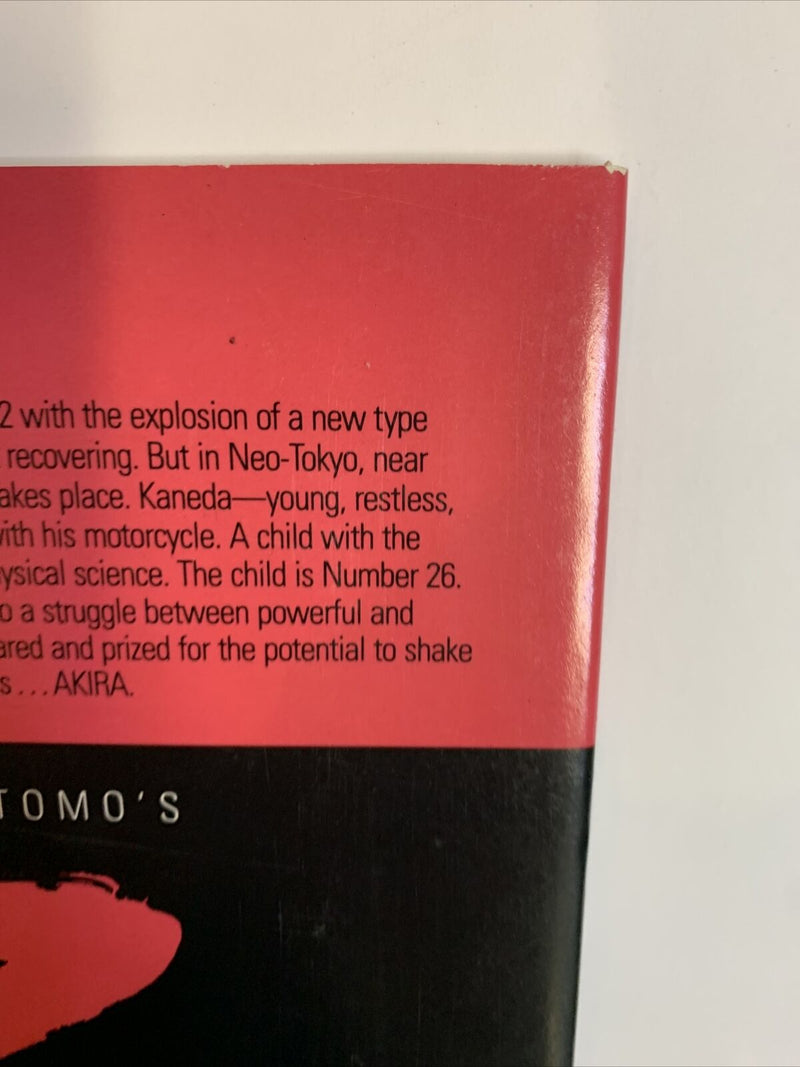 2 with the explosion of a new type
recovering. But in Neo-Tokyo, near
akes place. Kaneda—young, restless,
ith his motorcycle. A child with the
ysical science. The child is Number 26.
o a struggle between powerful and
ared and prized for the potential to shake
s...AKIRA.
TOMO'S